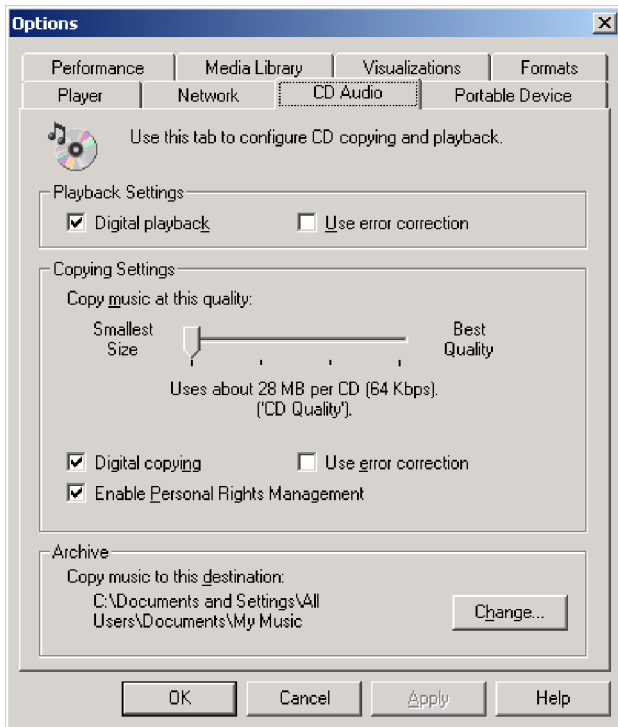 Options
Performance
Media Library
Visualizations
Formats
Player
Network
CD Audio
Portable Device
Use this tab to configure CD copying and playback.
Playback Settings
Digital playback
Use error correction
Copying Settings
Copy music at this quality:
Smallest
Size
Best
Quality
Uses about 28 MB per CD (64 Kbps).
('CD Quality').
Digital copying
Use error correction
Enable Personal Rights Management
Archive
Copy music to this destination:
C:\Documents and Settings\All
Users\Documents\My Music
Change...
OK
Cancel
Apply
Help